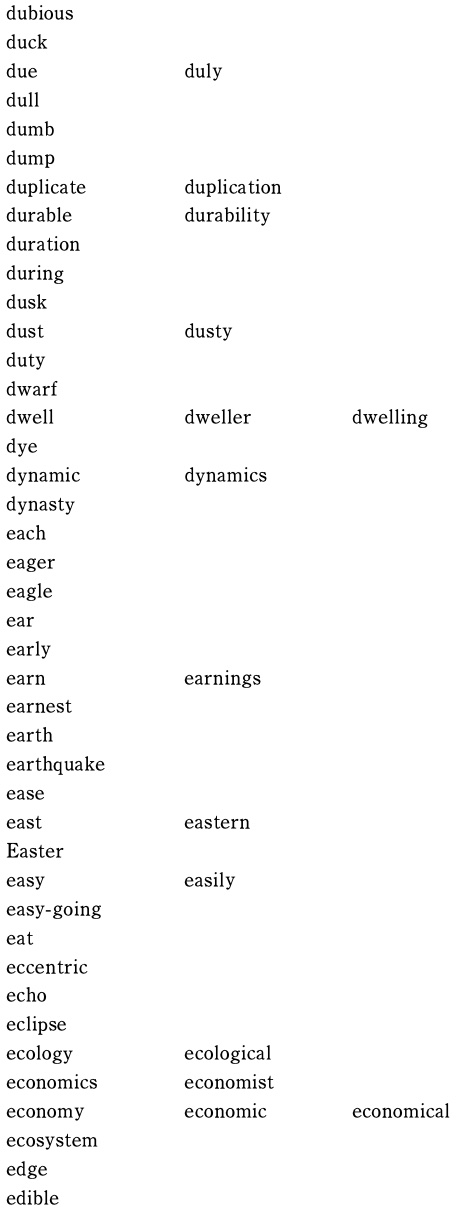 dubious
duck
due duly
dull
dumb
dump
duplicate duplication
durable durability
duration
during
dusk
dust dusty
duty
dwarf
dwell dweller dwelling
dye
dynamic dynamics
dynasty
each
eager
eagle
ear
early
earn earnings
earnest
earth
earthquake
ease
east eastern
Easter
easy easily
easy-going
eat
eccentric
echo
eclipse
ecology ecological
economics economist
economy economic economical
ecosystem
edge
edible